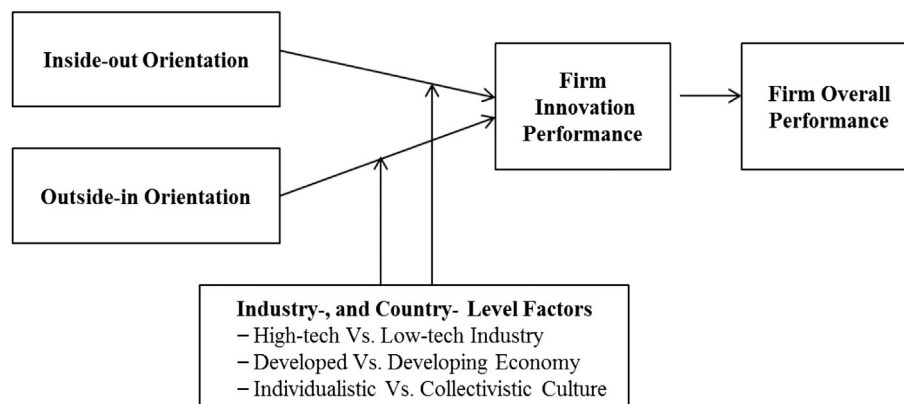 Inside-out Orientation
Outside-in Orientation
Firm
Innovation
Performance
Firm Overall
Performance
Industry-, and Country- Level Factors
– High-tech Vs. Low-tech Industry
– Developed Vs. Developing Economy
– Individualistic Vs. Collectivistic Culture